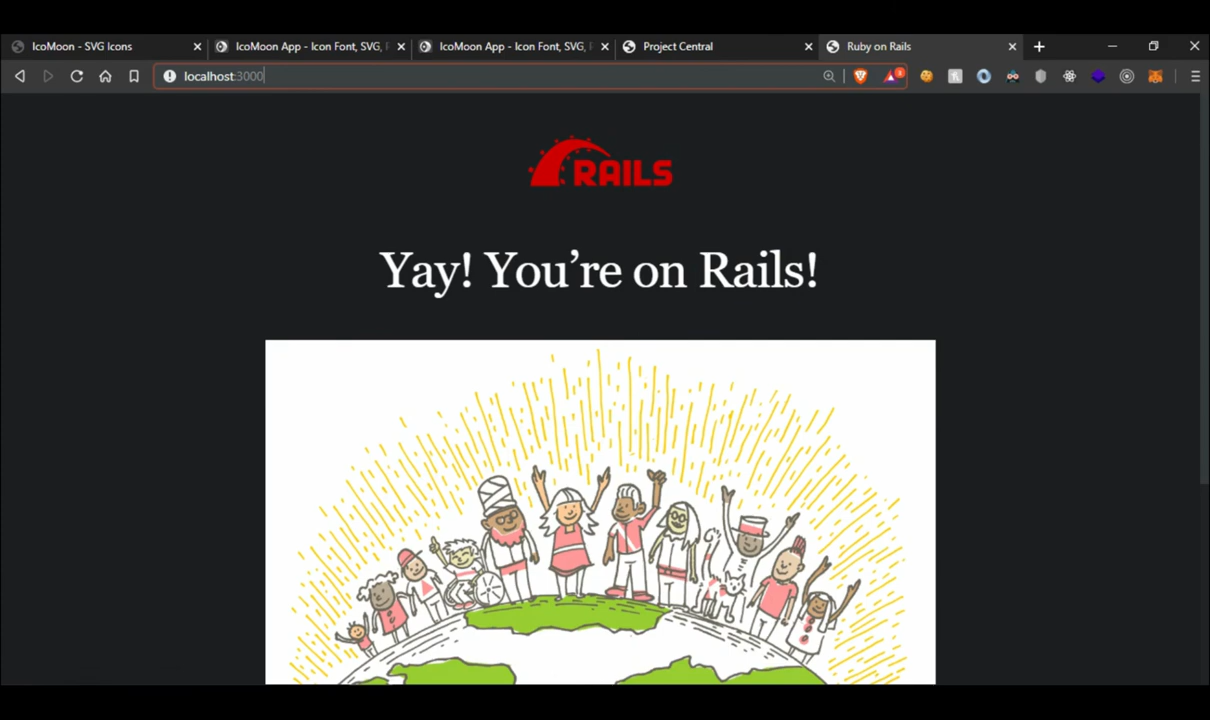 IcoMoon - SVG Icons
IcoMoon App - Icon Font, SVG,
IcoMoon App - Icon Font, SVG,
Project Central
Ruby on Rails
localhost:3000
RAILS
Yay! You’re on Rails!